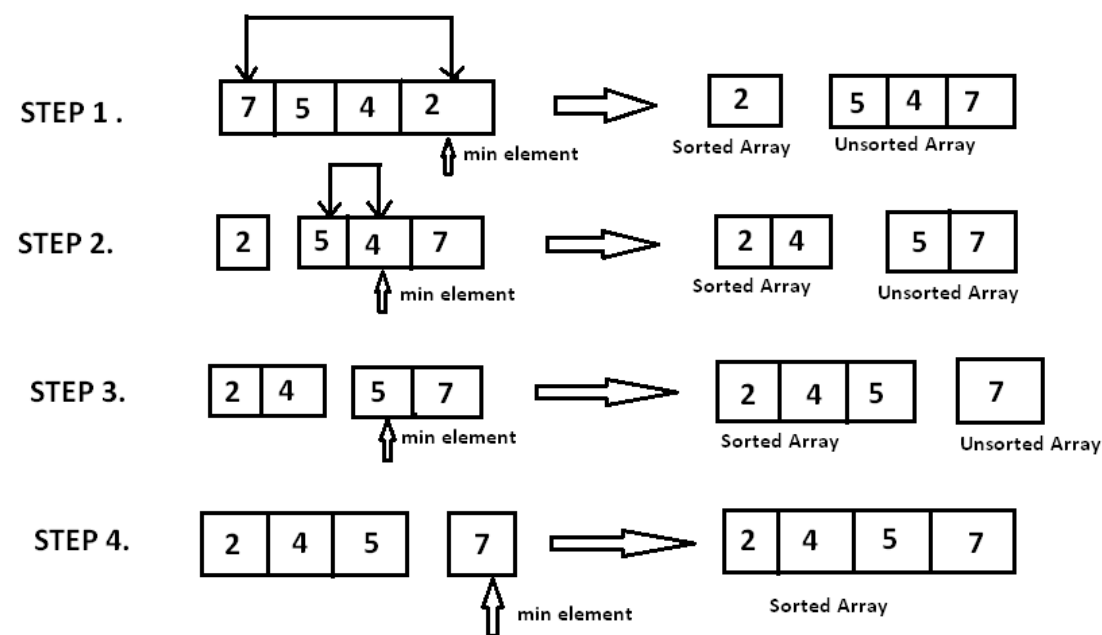 STEP 1 . 7 5 4 2 2 5 4 7
min element Sorted Array Unsorted Array
STEP 2. 2 5 4 7 2 4 5 7
min element Sorted Array Unsorted Array
STEP 3. 2 4 5 7 2 4 5 7
min element Sorted Array Unsorted Array
STEP 4. 2 4 5 7 2 4 5 7
min element Sorted Array